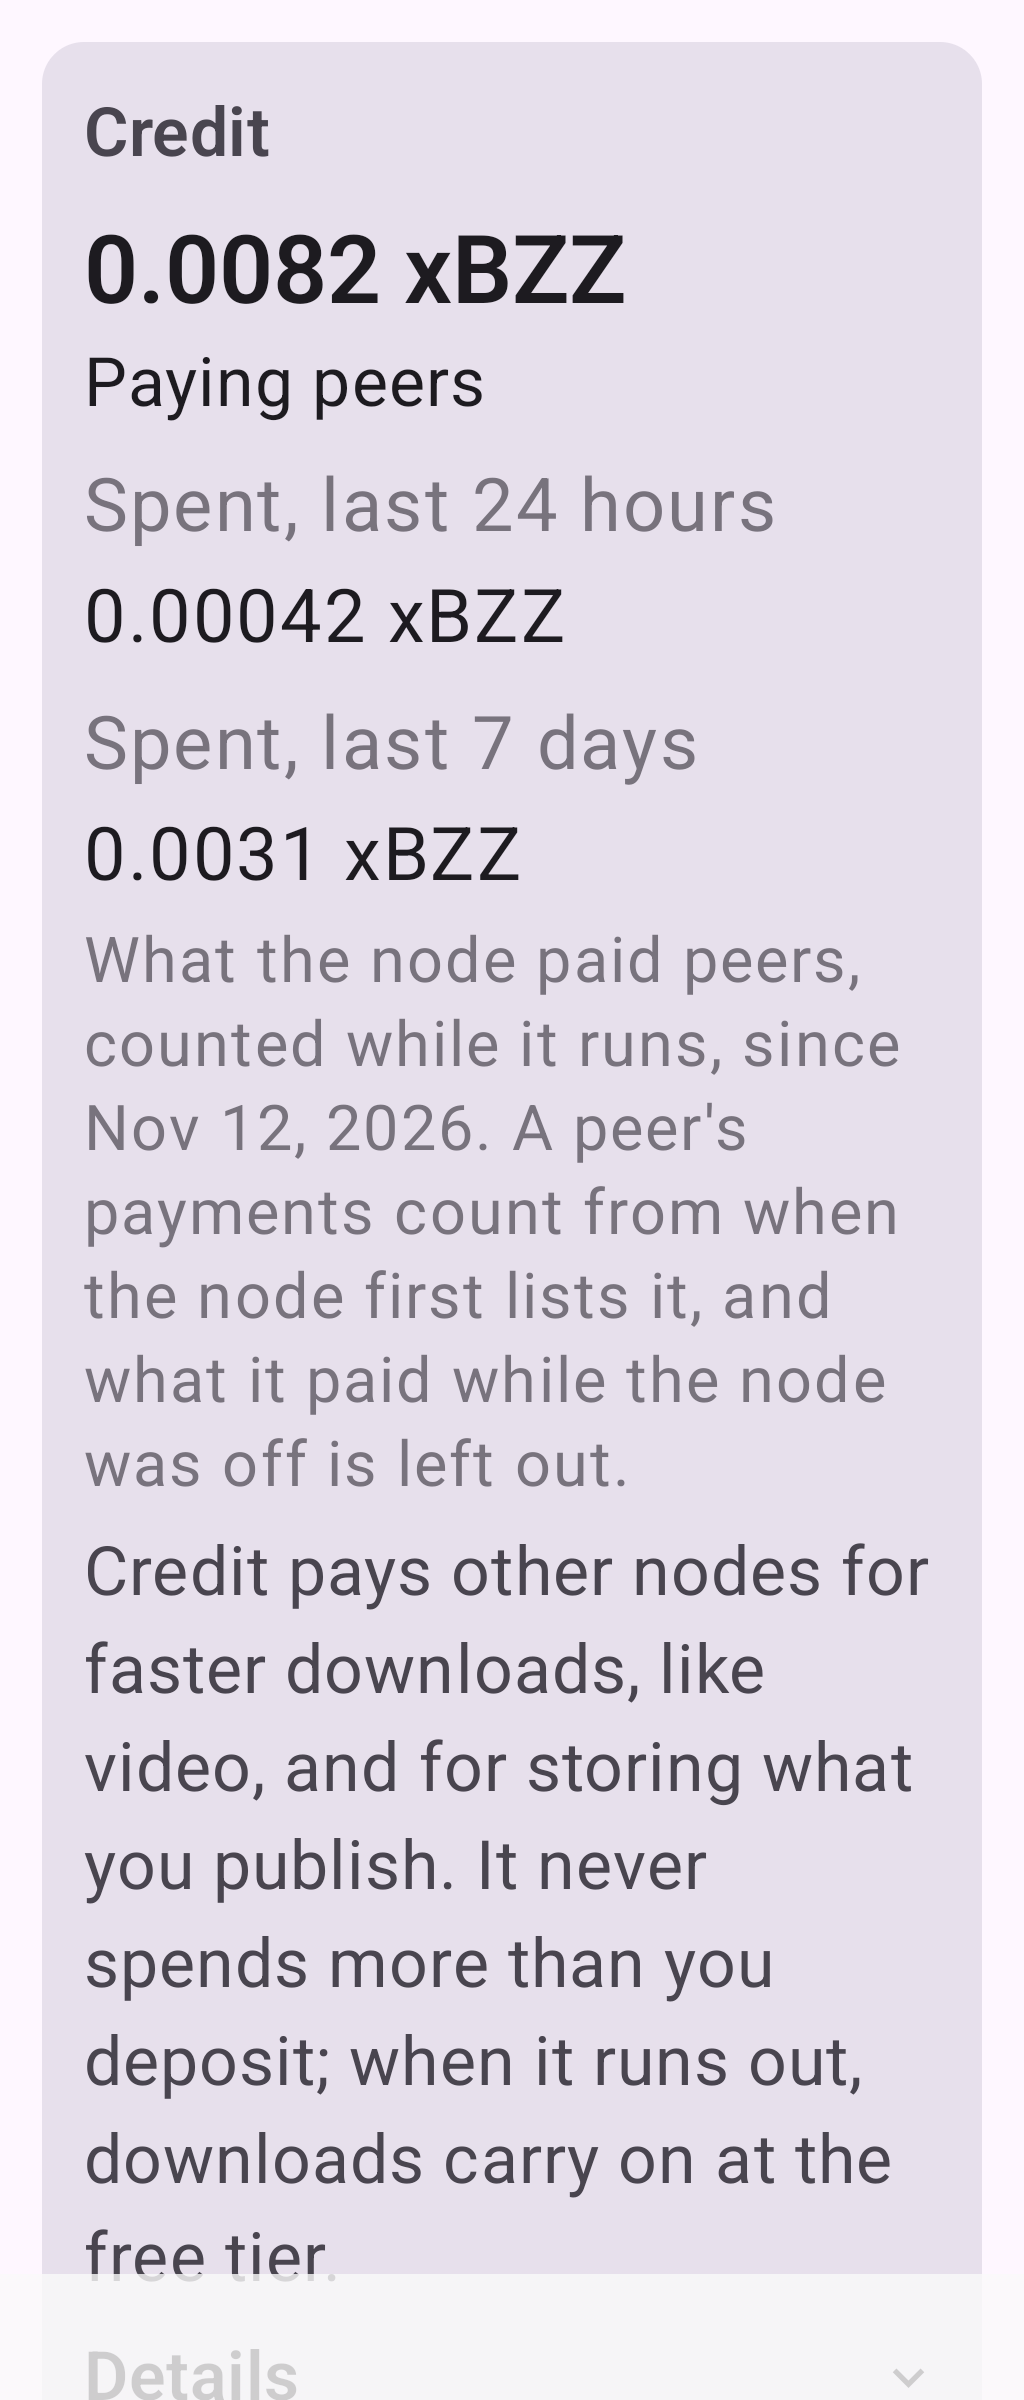 Credit
0.0082 xBZZ
Paying peers
Spent, last 24 hours
0.00042 xBZZ
Spent, last 7 days
0.0031 xBZZ
What the node paid peers,
counted while it runs, since
Nov 12, 2026. A peer's
payments count from when
the node first lists it, and
what it paid while the node
was off is left out.
Credit pays other nodes for
faster downloads, like
video, and for storing what
you publish. It never
spends more than you
deposit; when it runs out,
downloads carry on at the
free tier.
Details